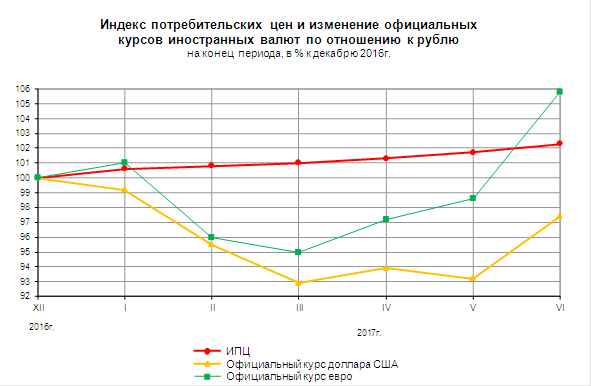 Индекс потребительских цен и изменение официальных
курсов иностранных валют по отношению к рублю
на конец периода, в % к декабрю 2016г.
106
105
104
103
102
101
100
99
98
97
96
95
94
93
92
XII I II III IV V VI
2016г. 2017г.
ИПЦ
Официальный курс доллара США
Официальный курс евро